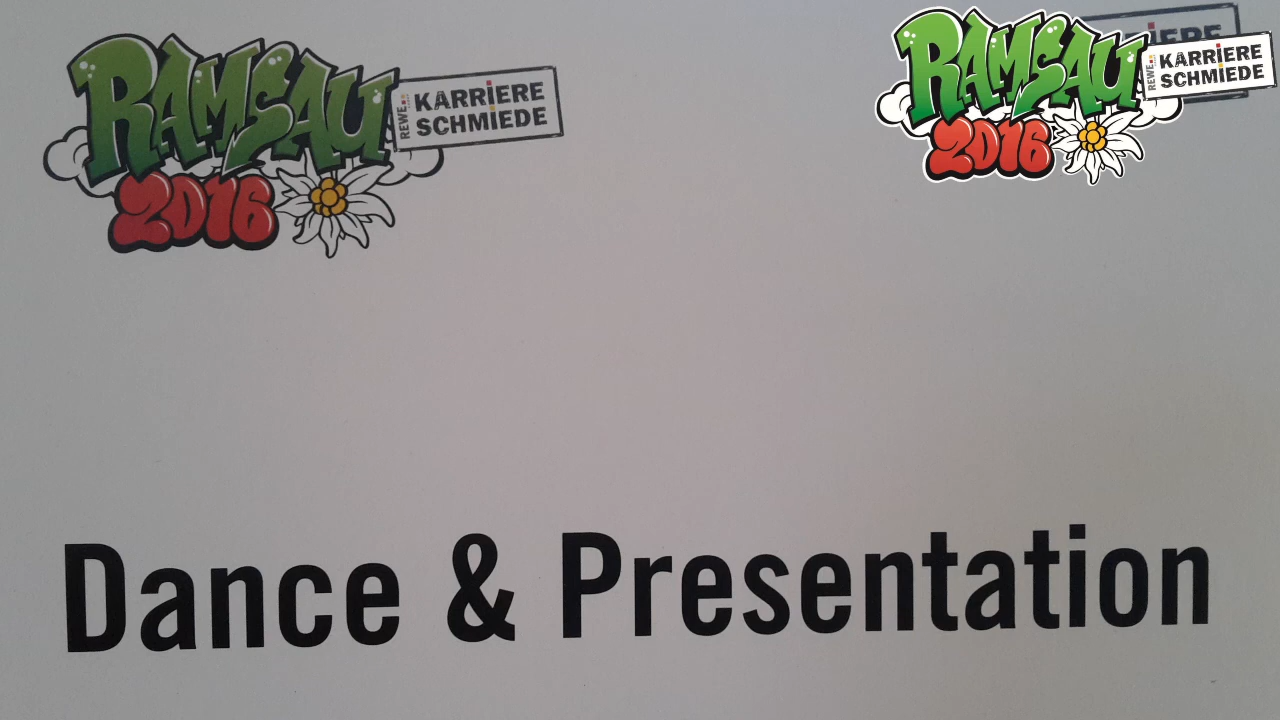 RAMSAU
2016
REWE
KARRIERE
SCHMIEDE
RAMSAU
2016
REWE
KARRIERE
SCHMIEDE
Dance & Presentation